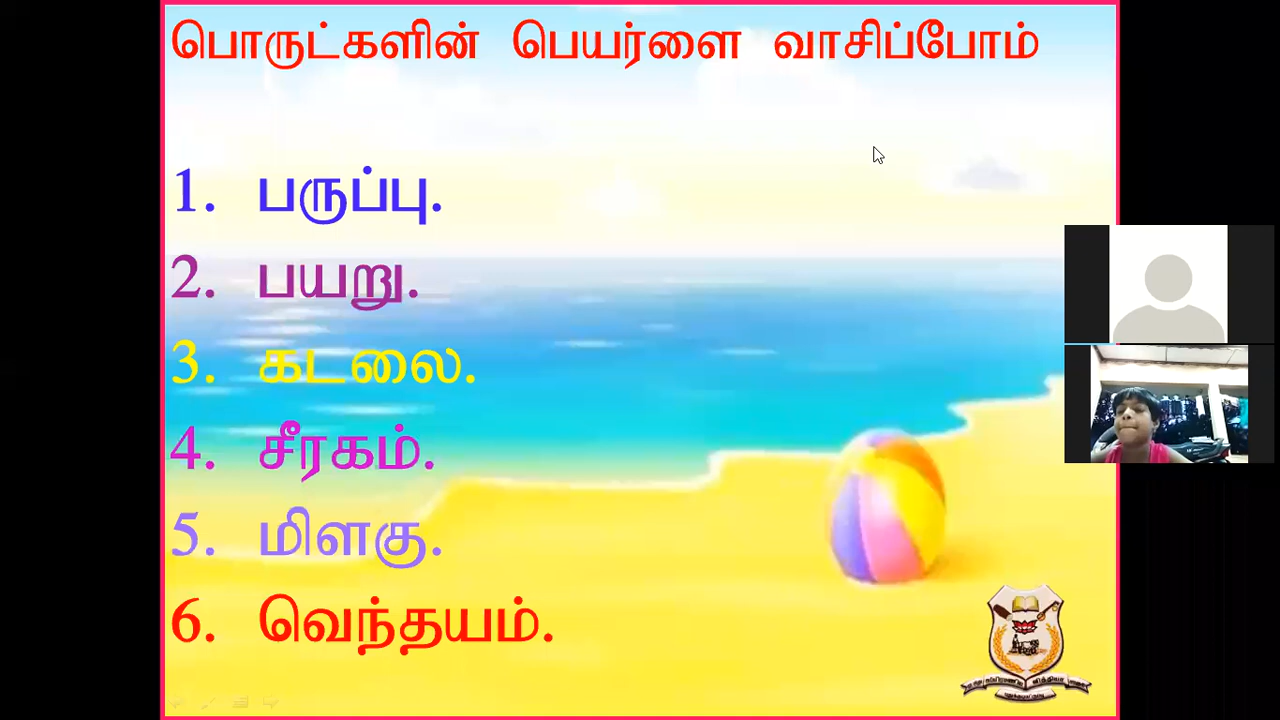 பொருட்களின் பெயர்ளை வாசிப்போம்
1. பருப்பு.
2. பயறு.
3. கடலை.
4. சீரகம்.
5. மிளகு.
6. வெந்தயம்.